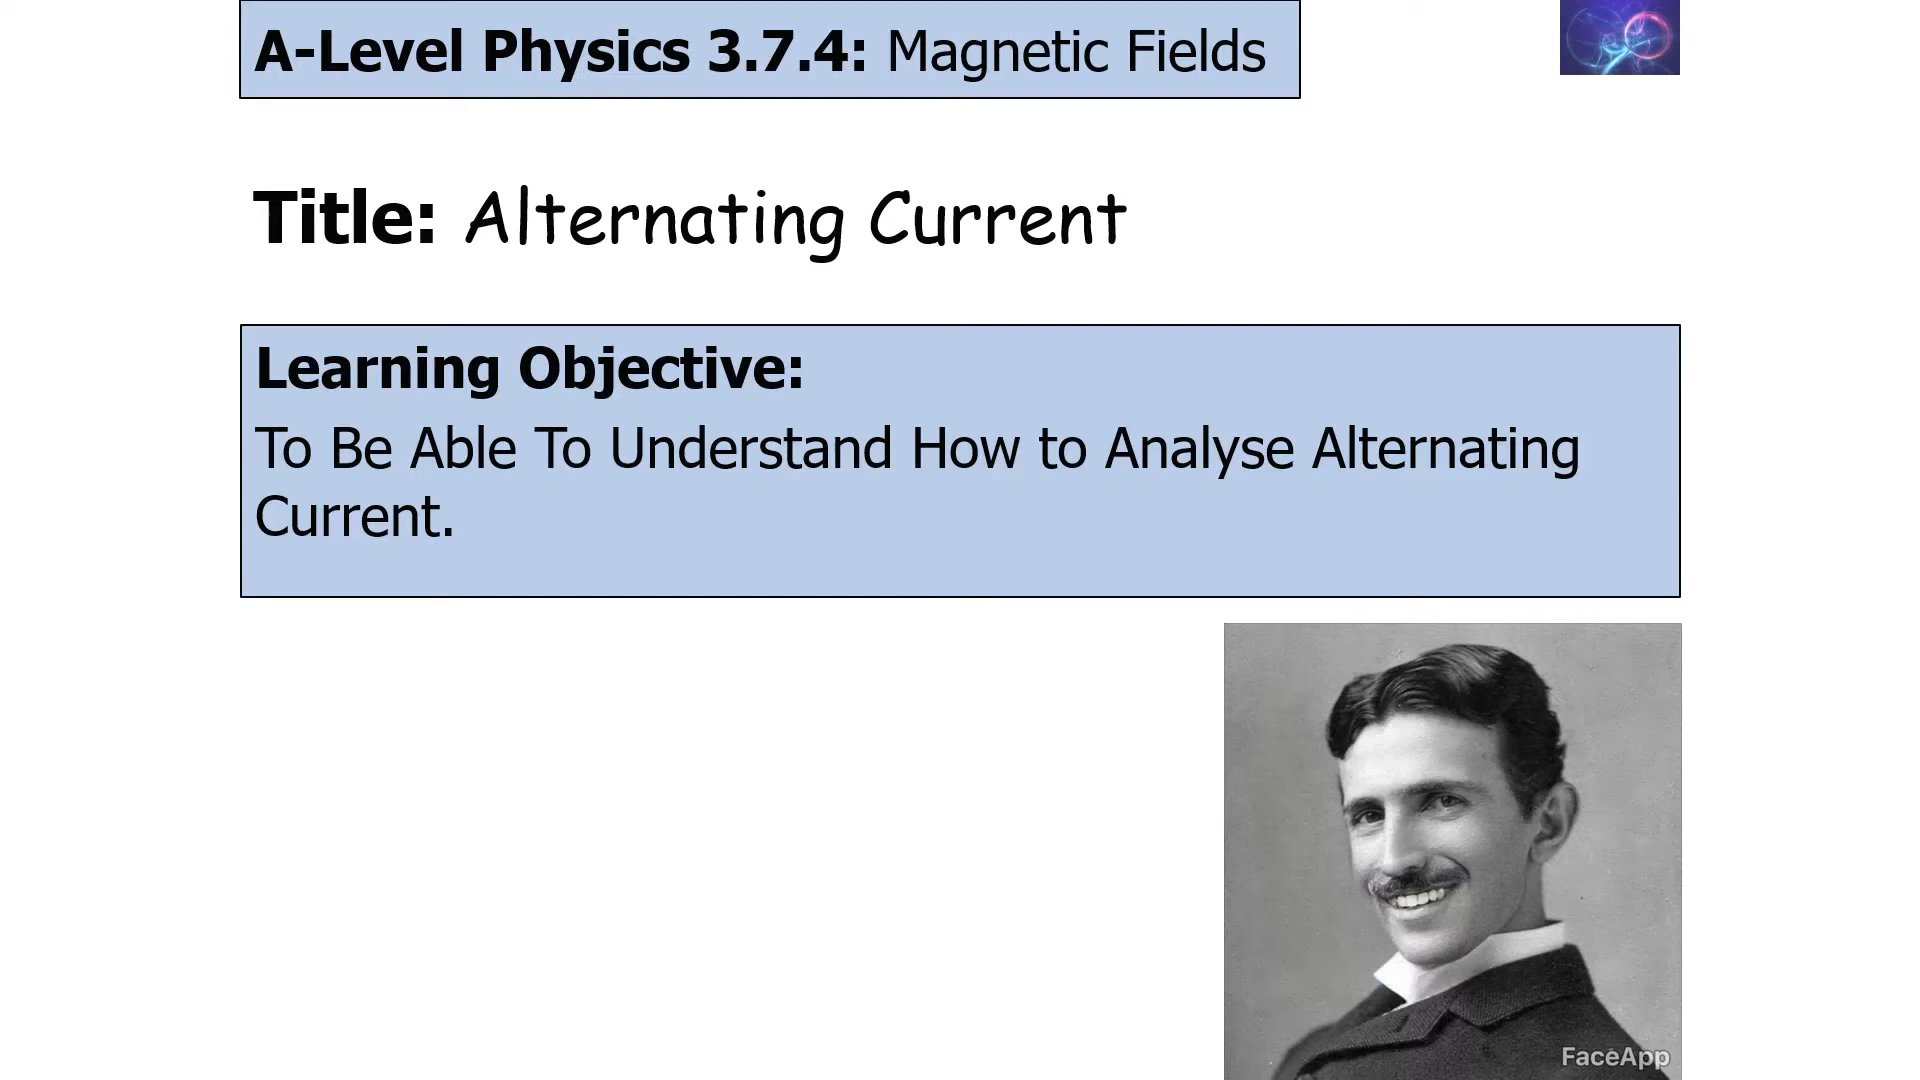 A-Level Physics 3.7.4: Magnetic Fields
Title: Alternating Current
Learning Objective:
To Be Able To Understand How to Analyse Alternating
Current.
FaceApp